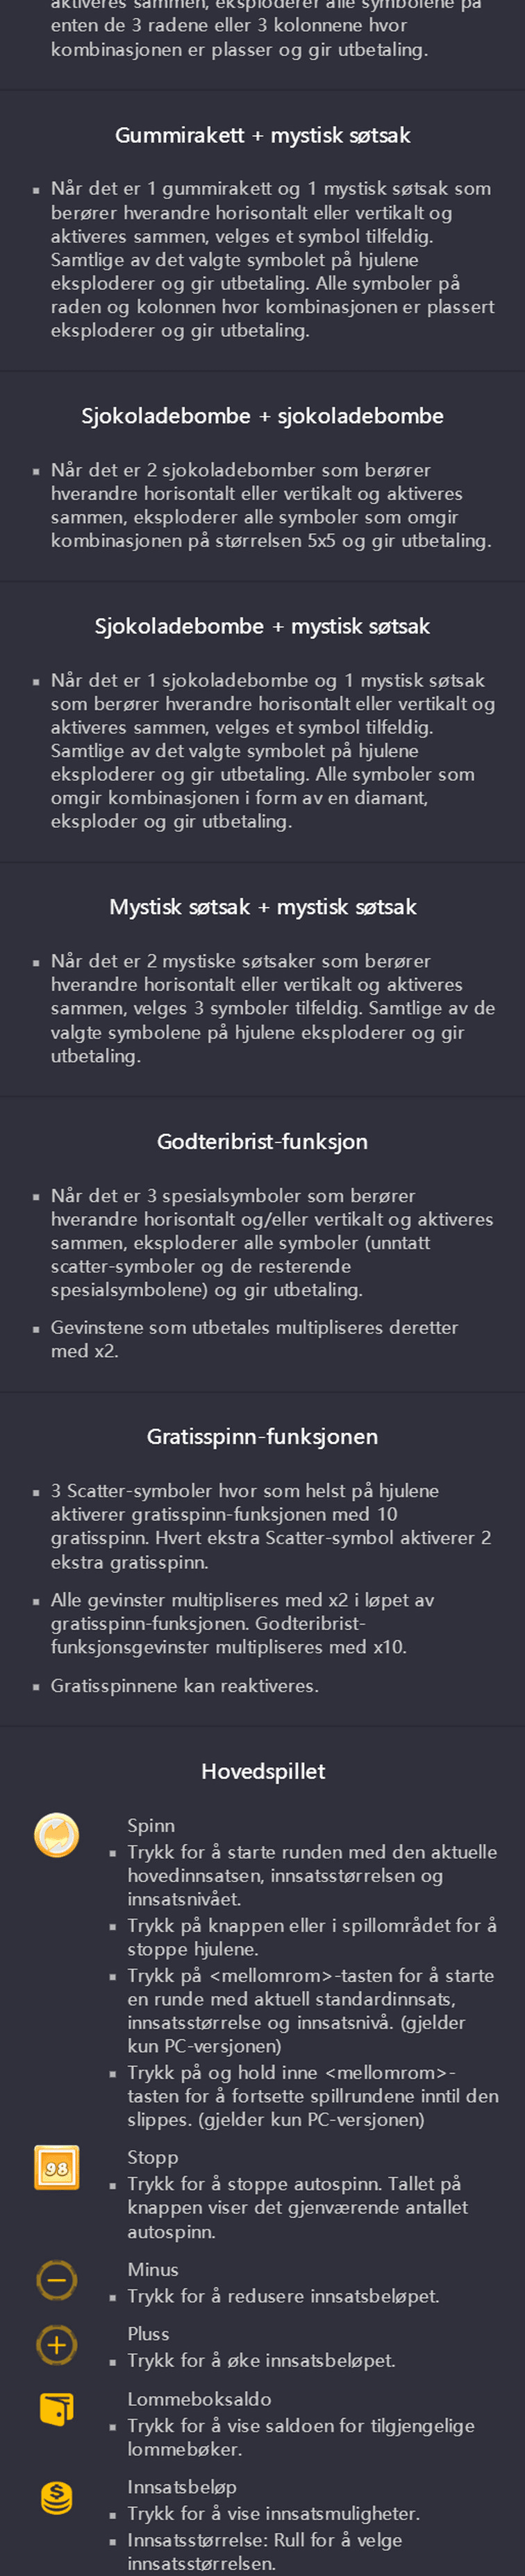 aktiveres sammen, eksploderer alle symbolene på
enten de 3 radene eller 3 kolonnene hvor
kombinasjonen er plasser og gir utbetaling.
Gummirakett + mystisk søtsak
▪ Når det er 1 gummirakett og 1 mystisk søtsak som
berører hverandre horisontalt eller vertikalt og
aktiveres sammen, velges et symbol tilfeldig.
Samtlige av det valgte symbolet på hjulene
eksploderer og gir utbetaling. Alle symboler på
raden og kolonnen hvor kombinasjonen er plassert
eksploderer og gir utbetaling.
Sjokoladebombe + sjokoladebombe
▪ Når det er 2 sjokoladebomber som berører
hverandre horisontalt eller vertikalt og aktiveres
sammen, eksploderer alle symboler som omgir
kombinasjonen på størrelsen 5x5 og gir utbetaling.
Sjokoladebombe + mystisk søtsak
▪ Når det er 1 sjokoladebombe og 1 mystisk søtsak
som berører hverandre horisontalt eller vertikalt og
aktiveres sammen, velges et symbol tilfeldig.
Samtlige av det valgte symbolet på hjulene
eksploderer og gir utbetaling. Alle symboler som
omgir kombinasjonen i form av en diamant,
eksploder og gir utbetaling.
Mystisk søtsak + mystisk søtsak
▪ Når det er 2 mystiske søtsaker som berører
hverandre horisontalt eller vertikalt og aktiveres
sammen, velges 3 symboler tilfeldig. Samtlige av de
valgte symbolene på hjulene eksploderer og gir
utbetaling.
Godteribrist-funksjon
▪ Når det er 3 spesialsymboler som berører
hverandre horisontalt og/eller vertikalt og aktiveres
sammen, eksploderer alle symboler (unntatt
scatter-symboler og de resterende
spesialsymbolene) og gir utbetaling.
▪ Gevinstene som utbetales multipliseres deretter
med x2.
Gratisspinn-funksjonen
▪ 3 Scatter-symboler hvor som helst på hjulene
aktiverer gratisspinn-funksjonen med 10
gratisspinn. Hvert ekstra Scatter-symbol aktiverer 2
ekstra gratisspinn.
▪ Alle gevinster multipliseres med x2 i løpet av
gratisspinn-funksjonen. Godteribrist-
funksjonsgevinster multipliseres med x10.
▪ Gratisspinnene kan reaktiveres.
Hovedspillet
Spinn
▪ Trykk for å starte runden med den aktuelle
hovedinnsatsen, innsatsstørrelsen og
innsatsnivået.
▪ Trykk på knappen eller i spillområdet for å
stoppe hjulene.
▪ Trykk på <mellomrom>-tasten for å starte
en runde med aktuell standardinnsats,
innsatsstørrelse og innsatsnivå. (gjelder
kun PC-versjonen)
▪ Trykk på og hold inne <mellomrom>-
tasten for å fortsette spillrundene inntil den
slippes. (gjelder kun PC-versjonen)
98
Stopp
▪ Trykk for å stoppe autospinn. Tallet på
knappen viser det gjenværende antallet
autospinn.
Minus
▪ Trykk for å redusere innsatsbeløpet.
Pluss
▪ Trykk for å øke innsatsbeløpet.
Lommeboksaldo
▪ Trykk for å vise saldoen for tilgjengelige
lommebøker.
Innsatsbeløp
▪ Trykk for å vise innsatsmuligheter.
▪ Innsatsstørrelse: Rull for å velge
innsatsstørrelsen.